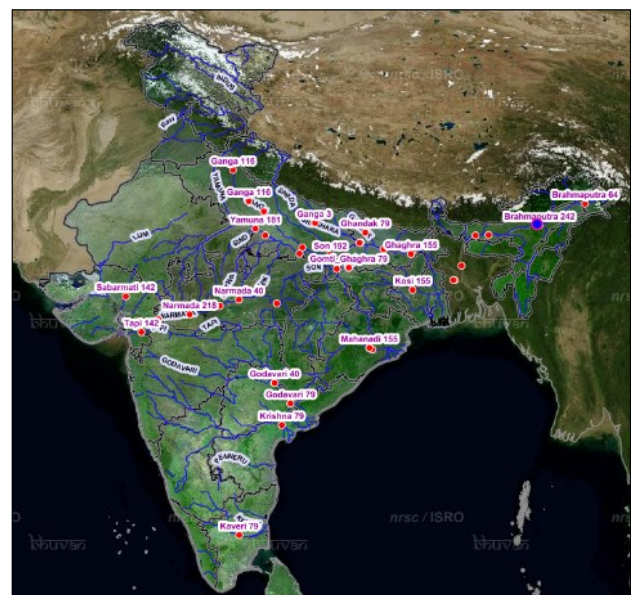 nrsc / ISRO
INDUS
Ravi
Ganga 116
YAMUNA
Ganga 116
Yamuna 181
Ganga 3
Ghandak 79
Brahmaputra 64
Brahmaputra 242
LUNI
SIND
Son 192
Ghaghra 155
Gomti_Ghaghra 79
SON
Sabarmati 142
Narmada 40
Kosi 155
Narmada 218
Tapi 142
TAPI
Mahanadi 155
GODAVARI
Godavari 40
Godavari 79
Krishna 79
PENNERU
Kaveri 79
nrsc / ISRO
bhuvan
bhuvan